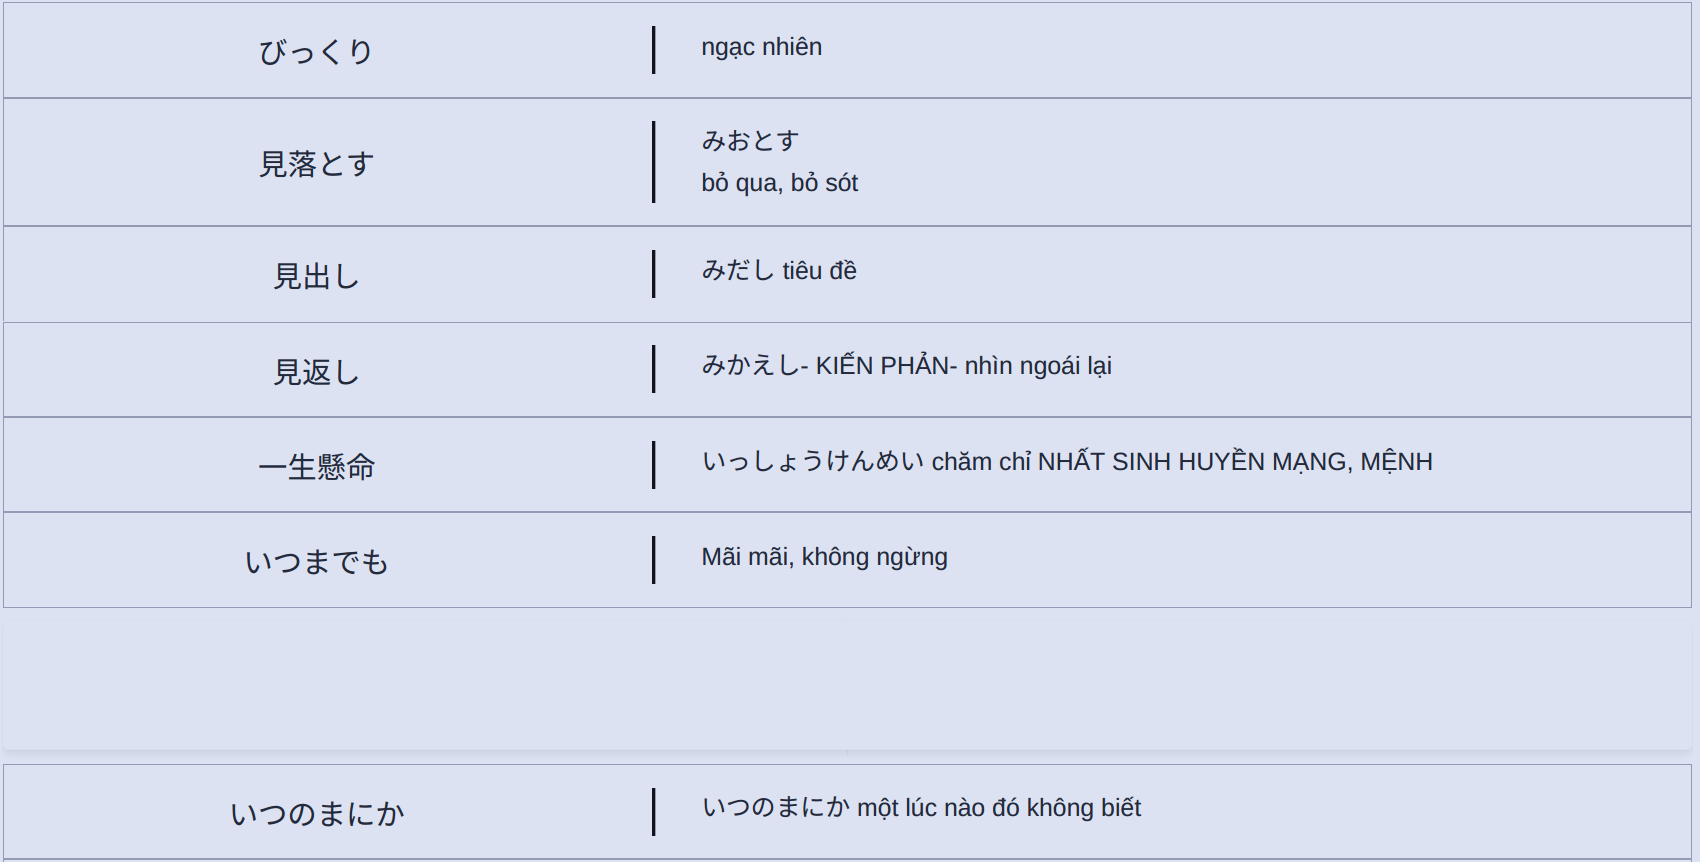 びっくり
ngạc nhiên
見落とす
みおとす
bỏ qua, bỏ sót
見出し
みだし tiêu đề
見返し
みかえし- KIẾN PHẢN- nhìn ngoái lại
一生懸命
いっしょうけんめい chăm chỉ NHẤT SINH HUYỀN MẠNG, MỆNH
いつまでも
Mãi mãi, không ngừng
いつのまにか
いつのまにか một lúc nào đó không biết